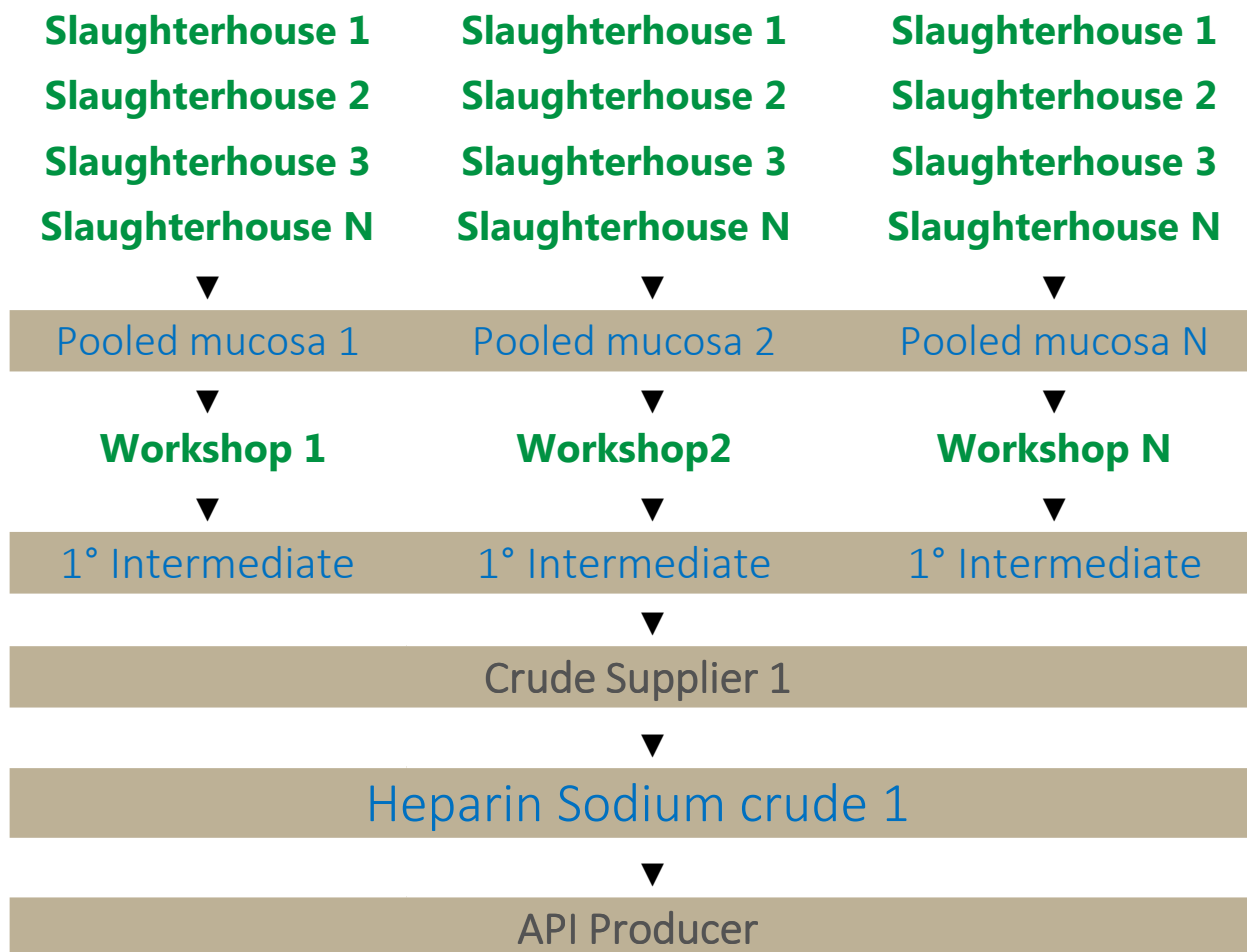 Slaughterhouse 1 Slaughterhouse 1 Slaughterhouse 1
Slaughterhouse 2 Slaughterhouse 2 Slaughterhouse 2
Slaughterhouse 3 Slaughterhouse 3 Slaughterhouse 3
Slaughterhouse N Slaughterhouse N Slaughterhouse N
Pooled mucosa 1 Pooled mucosa 2 Pooled mucosa N
Workshop 1 Workshop2 Workshop N
1° Intermediate 1° Intermediate 1° Intermediate
Crude Supplier 1
Heparin Sodium crude 1
API Producer